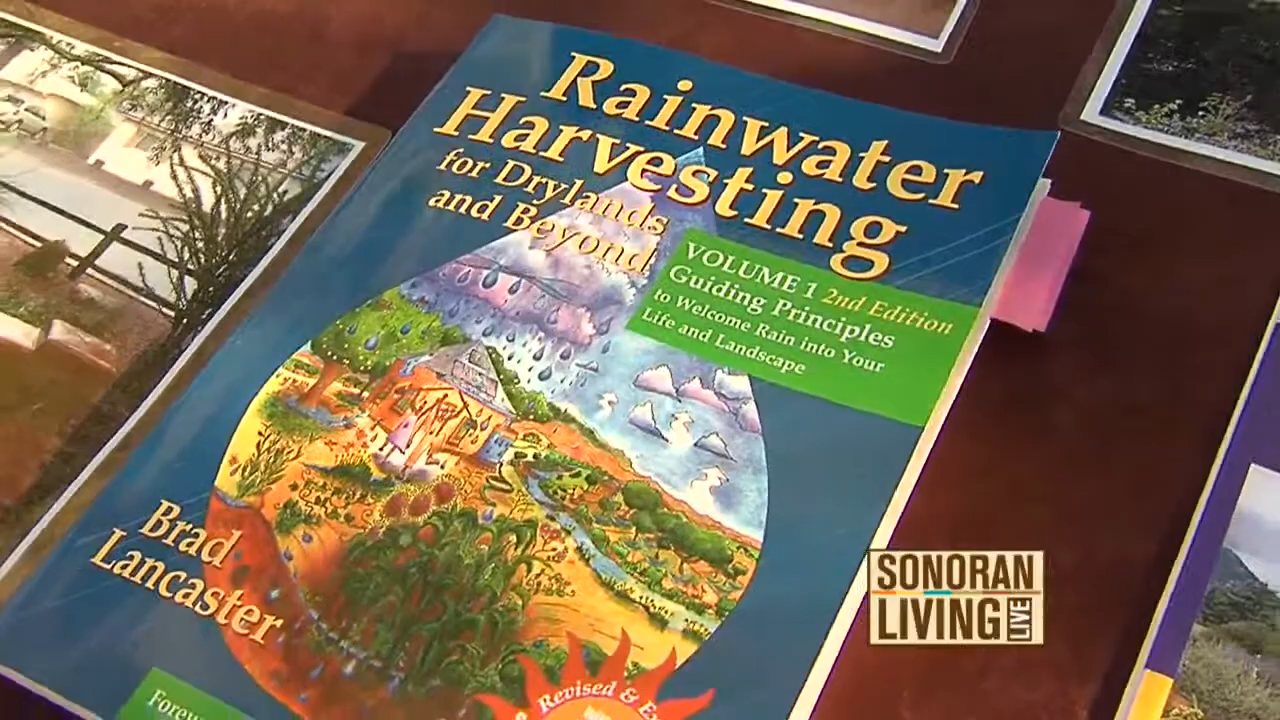 Rainwater
Harvesting
for Drylands
and Beyond
VOLUME 1 2nd Edition
Guiding Principles
to Welcome Rain into Your
Life and Landscape
Brad
Lancaster
Revised &
SONORAN
LIVING LIVE